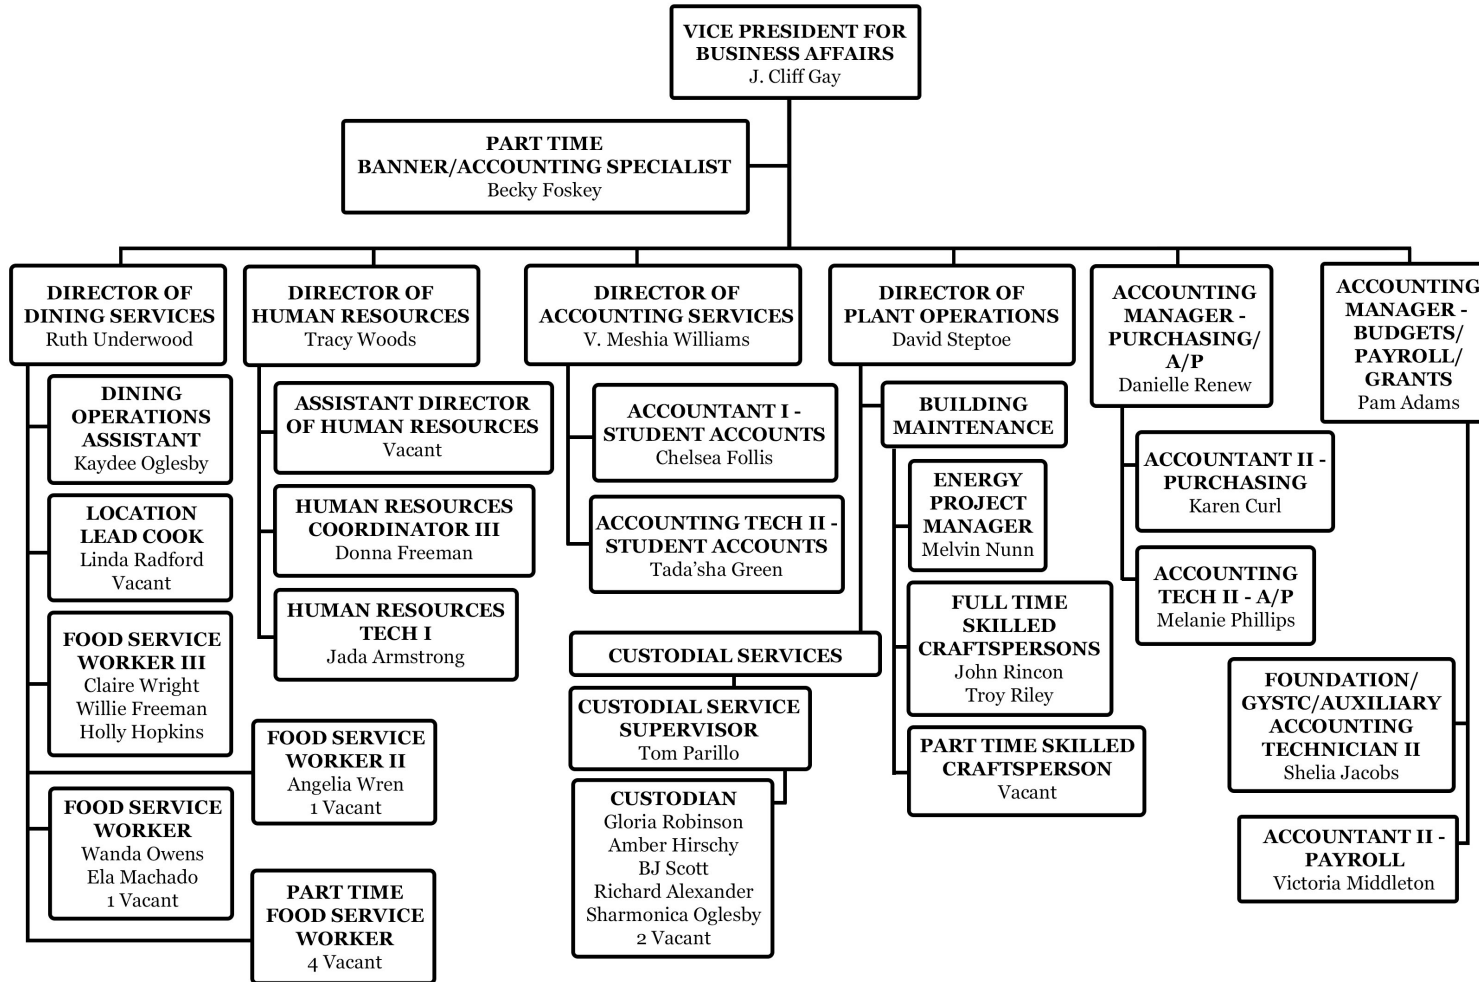 VICE PRESIDENT FOR
BUSINESS AFFAIRS
J. Cliff Gay
PART TIME
BANNER/ACCOUNTING SPECIALIST
Becky Foskey
DIRECTOR OF
DINING SERVICES
Ruth Underwood
DINING
OPERATIONS
ASSISTANT
Kaydee Oglesby
LOCATION
LEAD COOK
Linda Radford
Vacant
FOOD SERVICE
WORKER III
Claire Wright
Willie Freeman
Holly Hopkins
FOOD SERVICE
WORKER II
Angelia Wren
1 Vacant
FOOD SERVICE
WORKER
Wanda Owens
Ela Machado
1 Vacant
PART TIME
FOOD SERVICE
WORKER
4 Vacant
DIRECTOR OF
HUMAN RESOURCES
Tracy Woods
ASSISTANT DIRECTOR
OF HUMAN RESOURCES
Vacant
HUMAN RESOURCES
COORDINATOR III
Donna Freeman
HUMAN RESOURCES
TECH I
Jada Armstrong
DIRECTOR OF
ACCOUNTING SERVICES
V. Meshia Williams
ACCOUNTANT I -
STUDENT ACCOUNTS
Chelsea Follis
ACCOUNTING TECH II -
STUDENT ACCOUNTS
Tada’sha Green
DIRECTOR OF
PLANT OPERATIONS
David Steptoe
BUILDING
MAINTENANCE
ENERGY
PROJECT
MANAGER
Melvin Nunn
FULL TIME
SKILLED
CRAFTSPERSONS
John Rincon
Troy Riley
PART TIME SKILLED
CRAFTSPERSON
Vacant
CUSTODIAL SERVICES
CUSTODIAL SERVICE
SUPERVISOR
Tom Parillo
CUSTODIAN
Gloria Robinson
Amber Hirschy
BJ Scott
Richard Alexander
Sharmonica Oglesby
2 Vacant
ACCOUNTING
MANAGER -
PURCHASING/
A/P
Danielle Renew
ACCOUNTANT II -
PURCHASING
Karen Curl
ACCOUNTING
TECH II - A/P
Melanie Phillips
ACCOUNTING
MANAGER -
BUDGETS/
PAYROLL/
GRANTS
Pam Adams
FOUNDATION/
GYSTC/AUXILIARY
ACCOUNTING
TECHNICIAN II
Shelia Jacobs
ACCOUNTANT II -
PAYROLL
Victoria Middleton